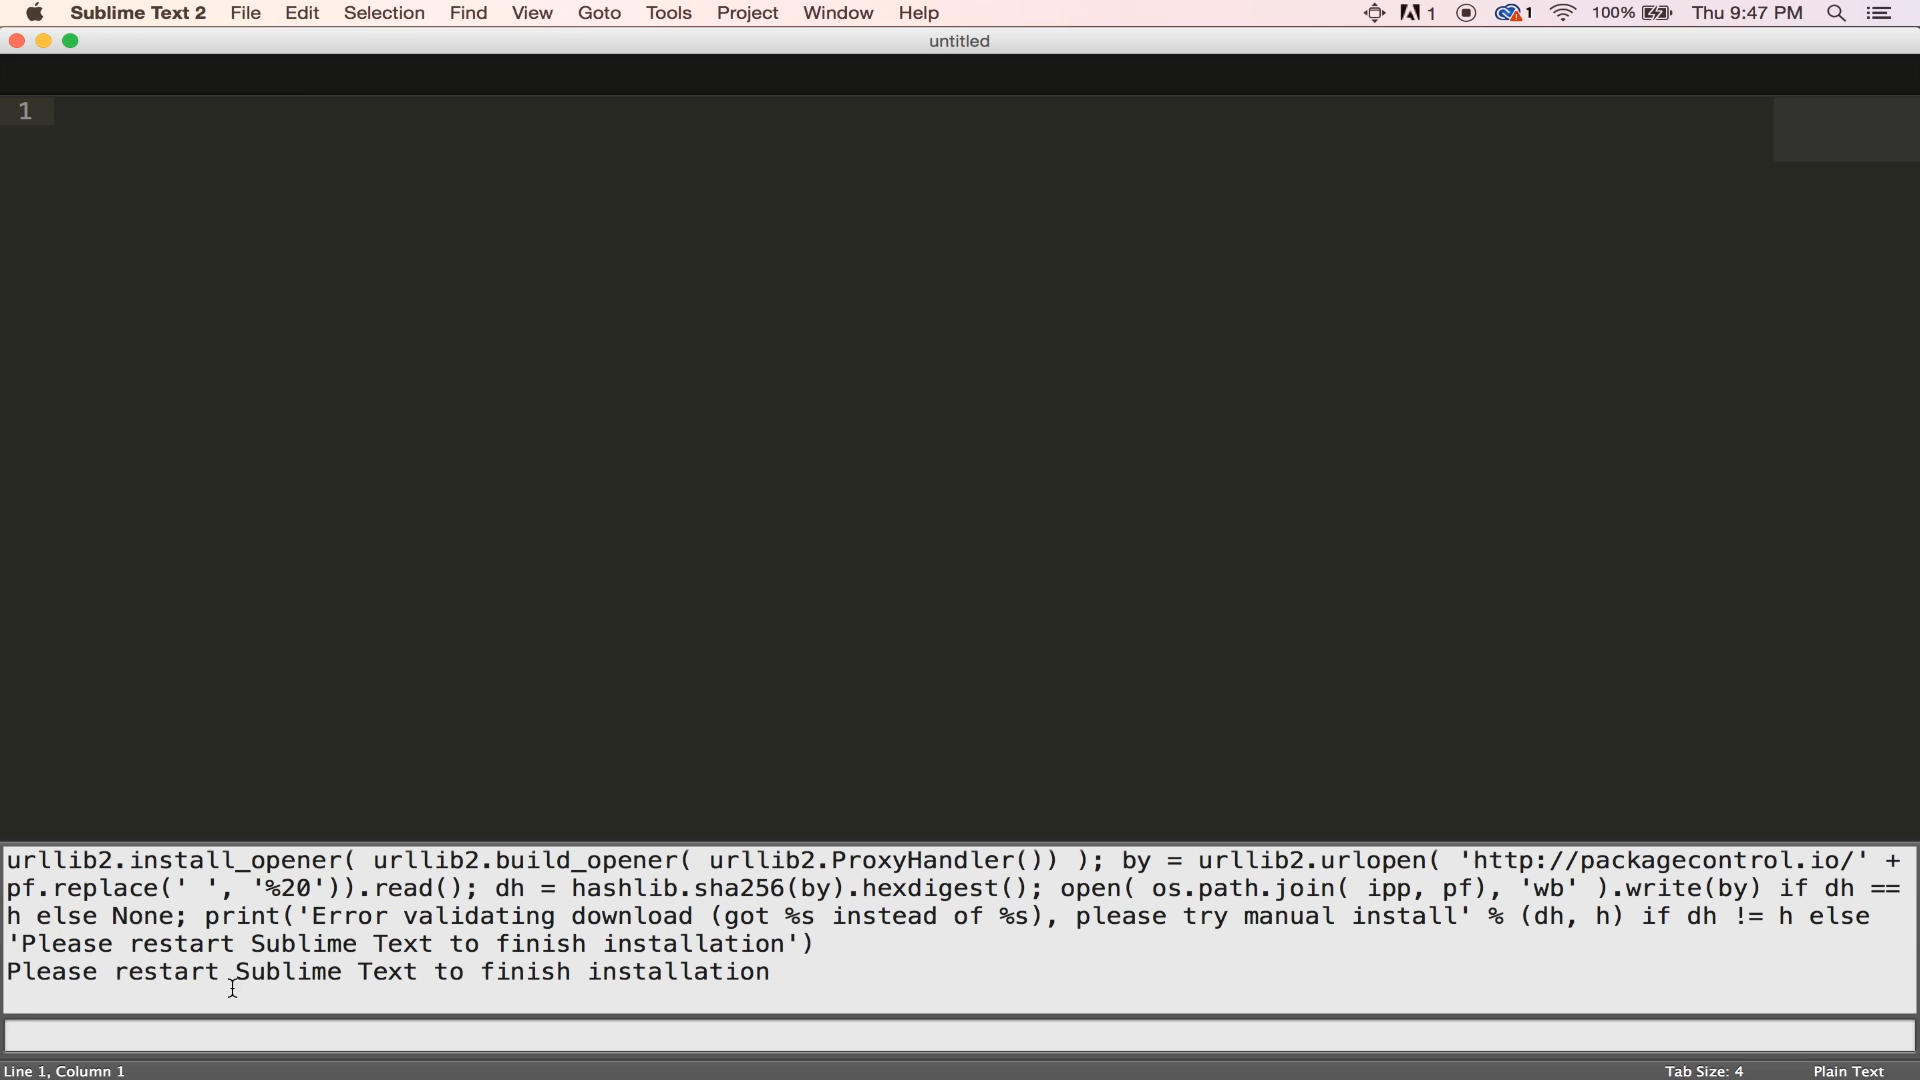 Sublime Text 2 File Edit Selection Find View Goto Tools Project Window Help 1 1 100% Thu 9:47 PM
untitled
1
urllib2.install_opener( urllib2.build_opener( urllib2.ProxyHandler()) ); by = urllib2.urlopen( 'http://packagecontrol.io/' +
pf.replace(' ', '%20')).read(); dh = hashlib.sha256(by).hexdigest(); open( os.path.join( ipp, pf), 'wb' ).write(by) if dh ==
h else None; print('Error validating download (got %s instead of %s), please try manual install' % (dh, h) if dh != h else
'Please restart Sublime Text to finish installation')
Please restart Sublime Text to finish installation
Line 1, Column 1 Tab Size: 4 Plain Text